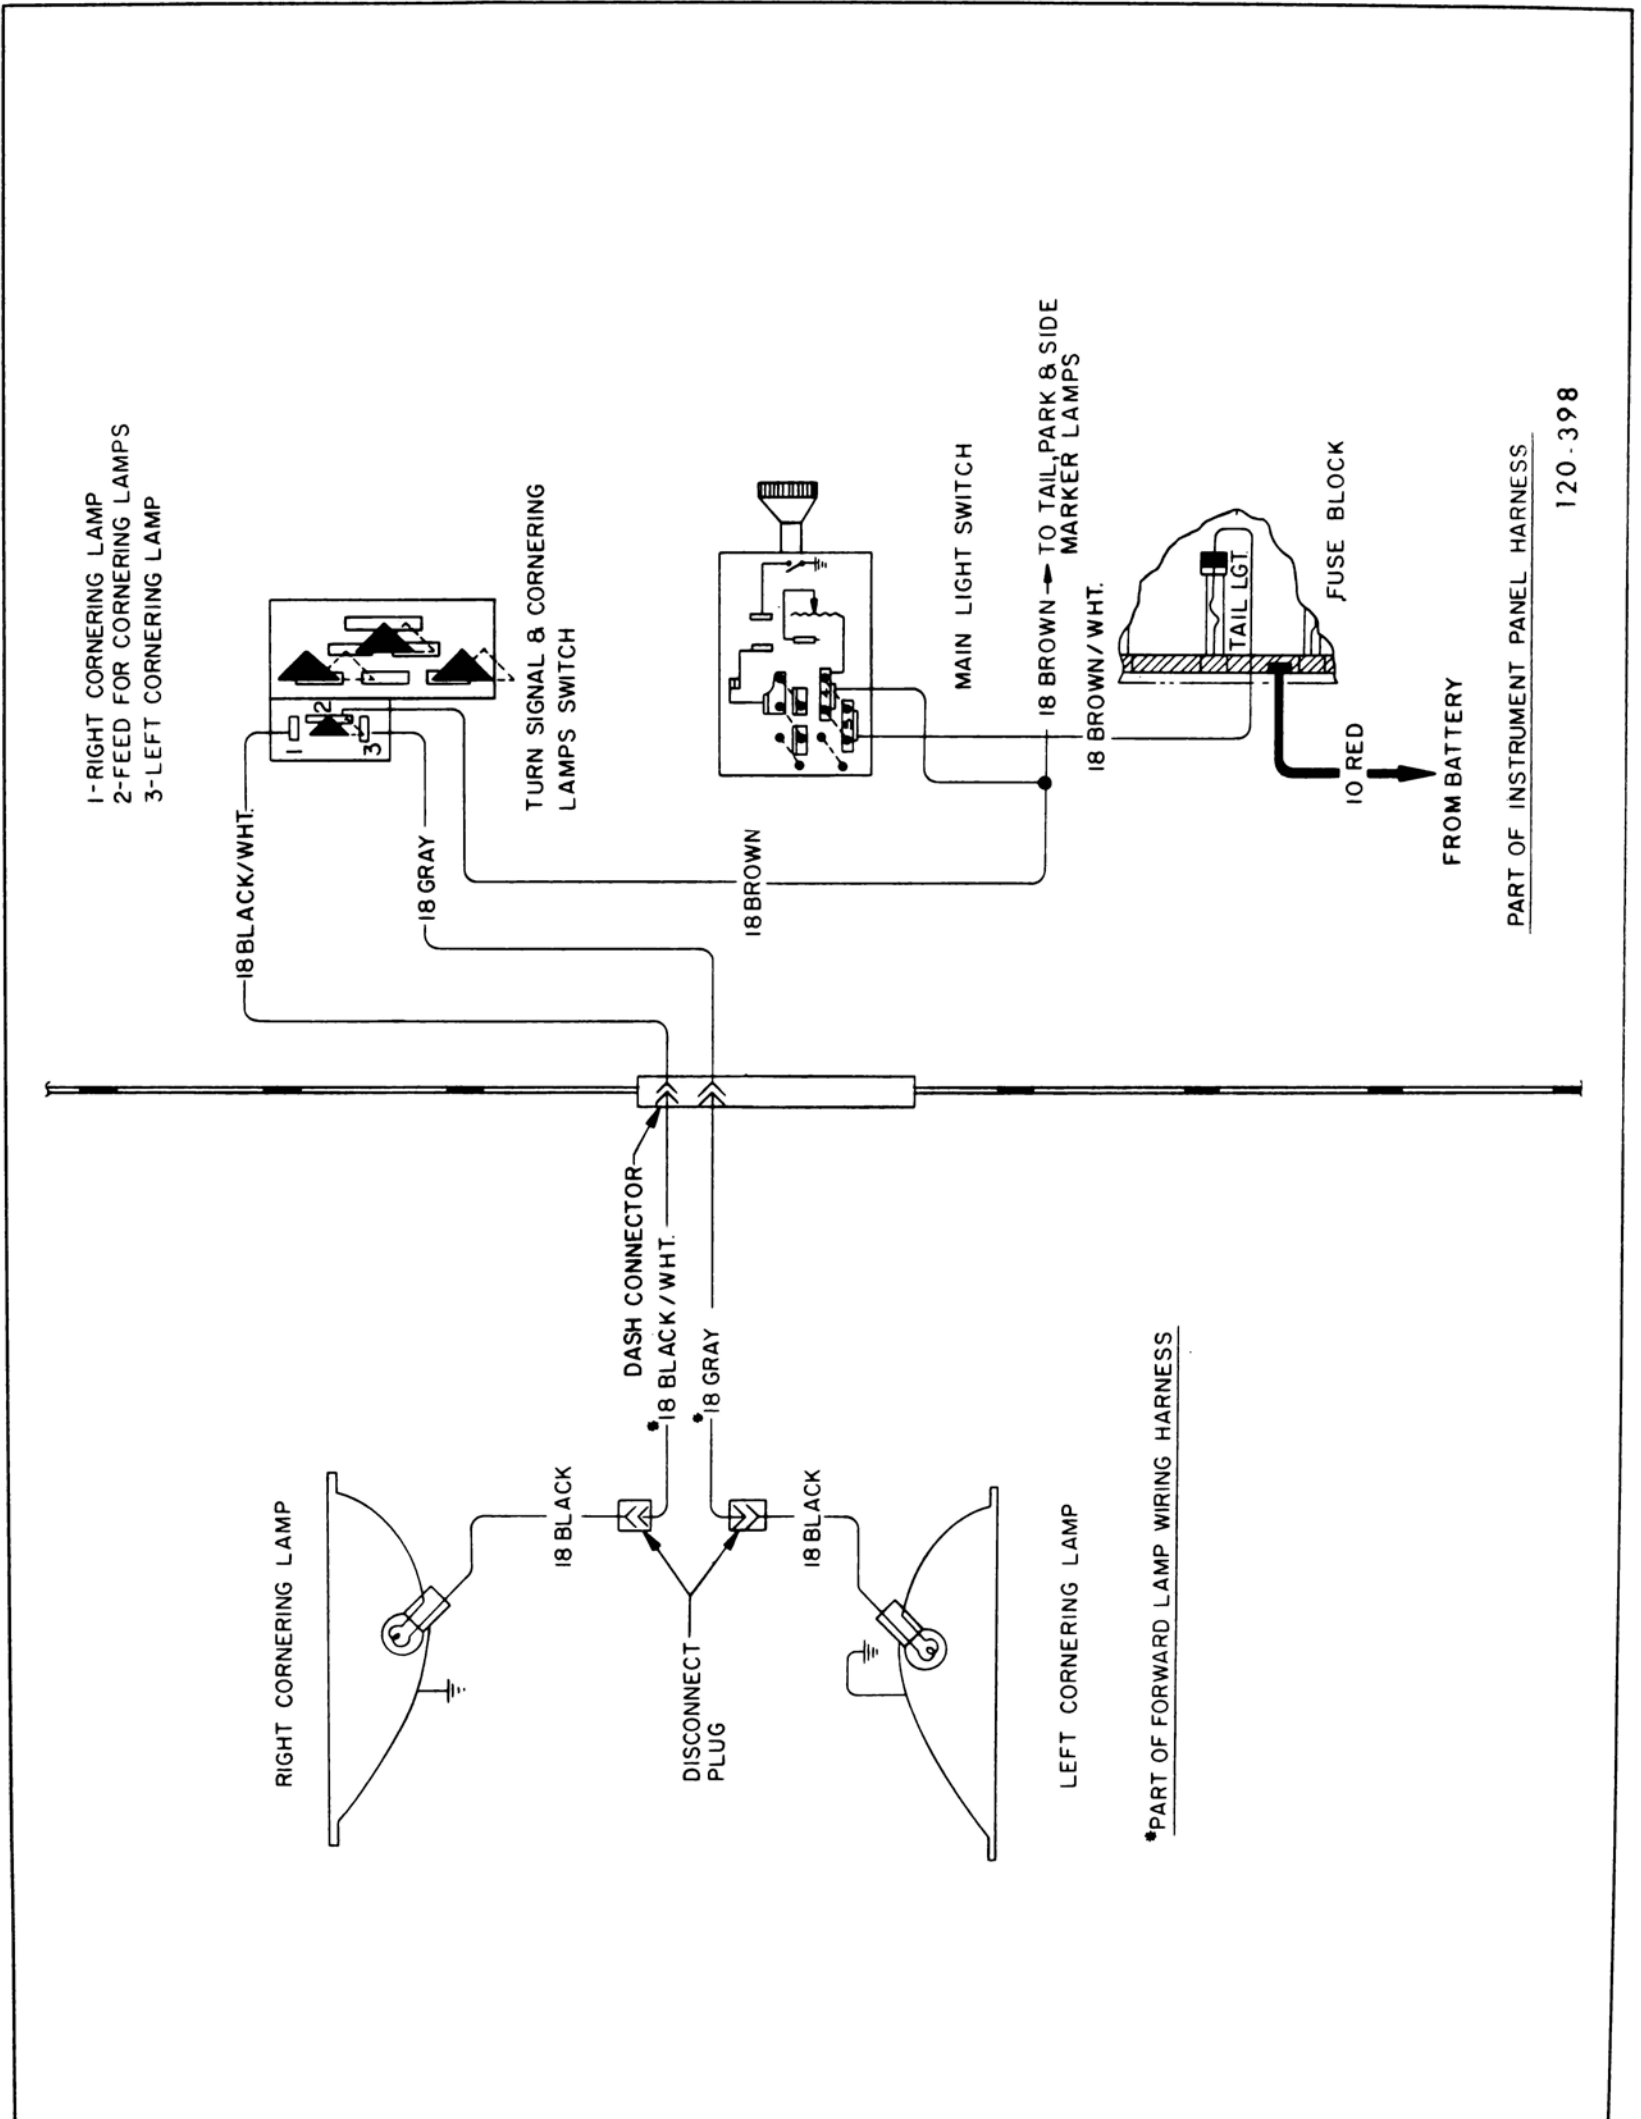 1-RIGHT CORNERING LAMP
2-FEED FOR CORNERING LAMPS
3-LEFT CORNERING LAMP
RIGHT CORNERING LAMP
18 BLACK/WHT.
1
2
3
18 GRAY
TURN SIGNAL & CORNERING
LAMPS SWITCH
18 BLACK
DASH CONNECTOR
*18 BLACK/WHT.
*18 GRAY
DISCONNECT
PLUG
18 BROWN
4
5
18 BLACK
MAIN LIGHT SWITCH
LEFT CORNERING LAMP
18 BROWN → TO TAIL, PARK & SIDE
MARKER LAMPS
18 BROWN/WHT.
*PART OF FORWARD LAMP WIRING HARNESS
TAIL LGT.
FUSE BLOCK
10 RED
FROM BATTERY
PART OF INSTRUMENT PANEL HARNESS
120-398